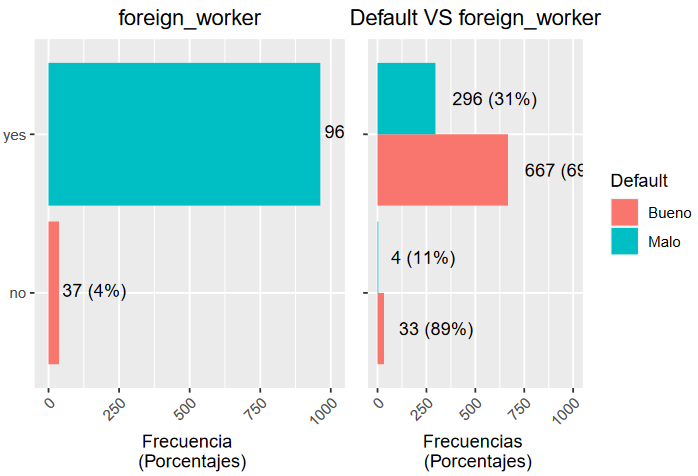 foreign_worker
yes
no
96
37 (4%)
0
250
500
750
1000
Frecuencia
(Porcentajes)
Default VS foreign_worker
296 (31%)
667 (69
4 (11%)
33 (89%)
0
250
500
750
1000
Frecuencias
(Porcentajes)
Default
Bueno
Malo